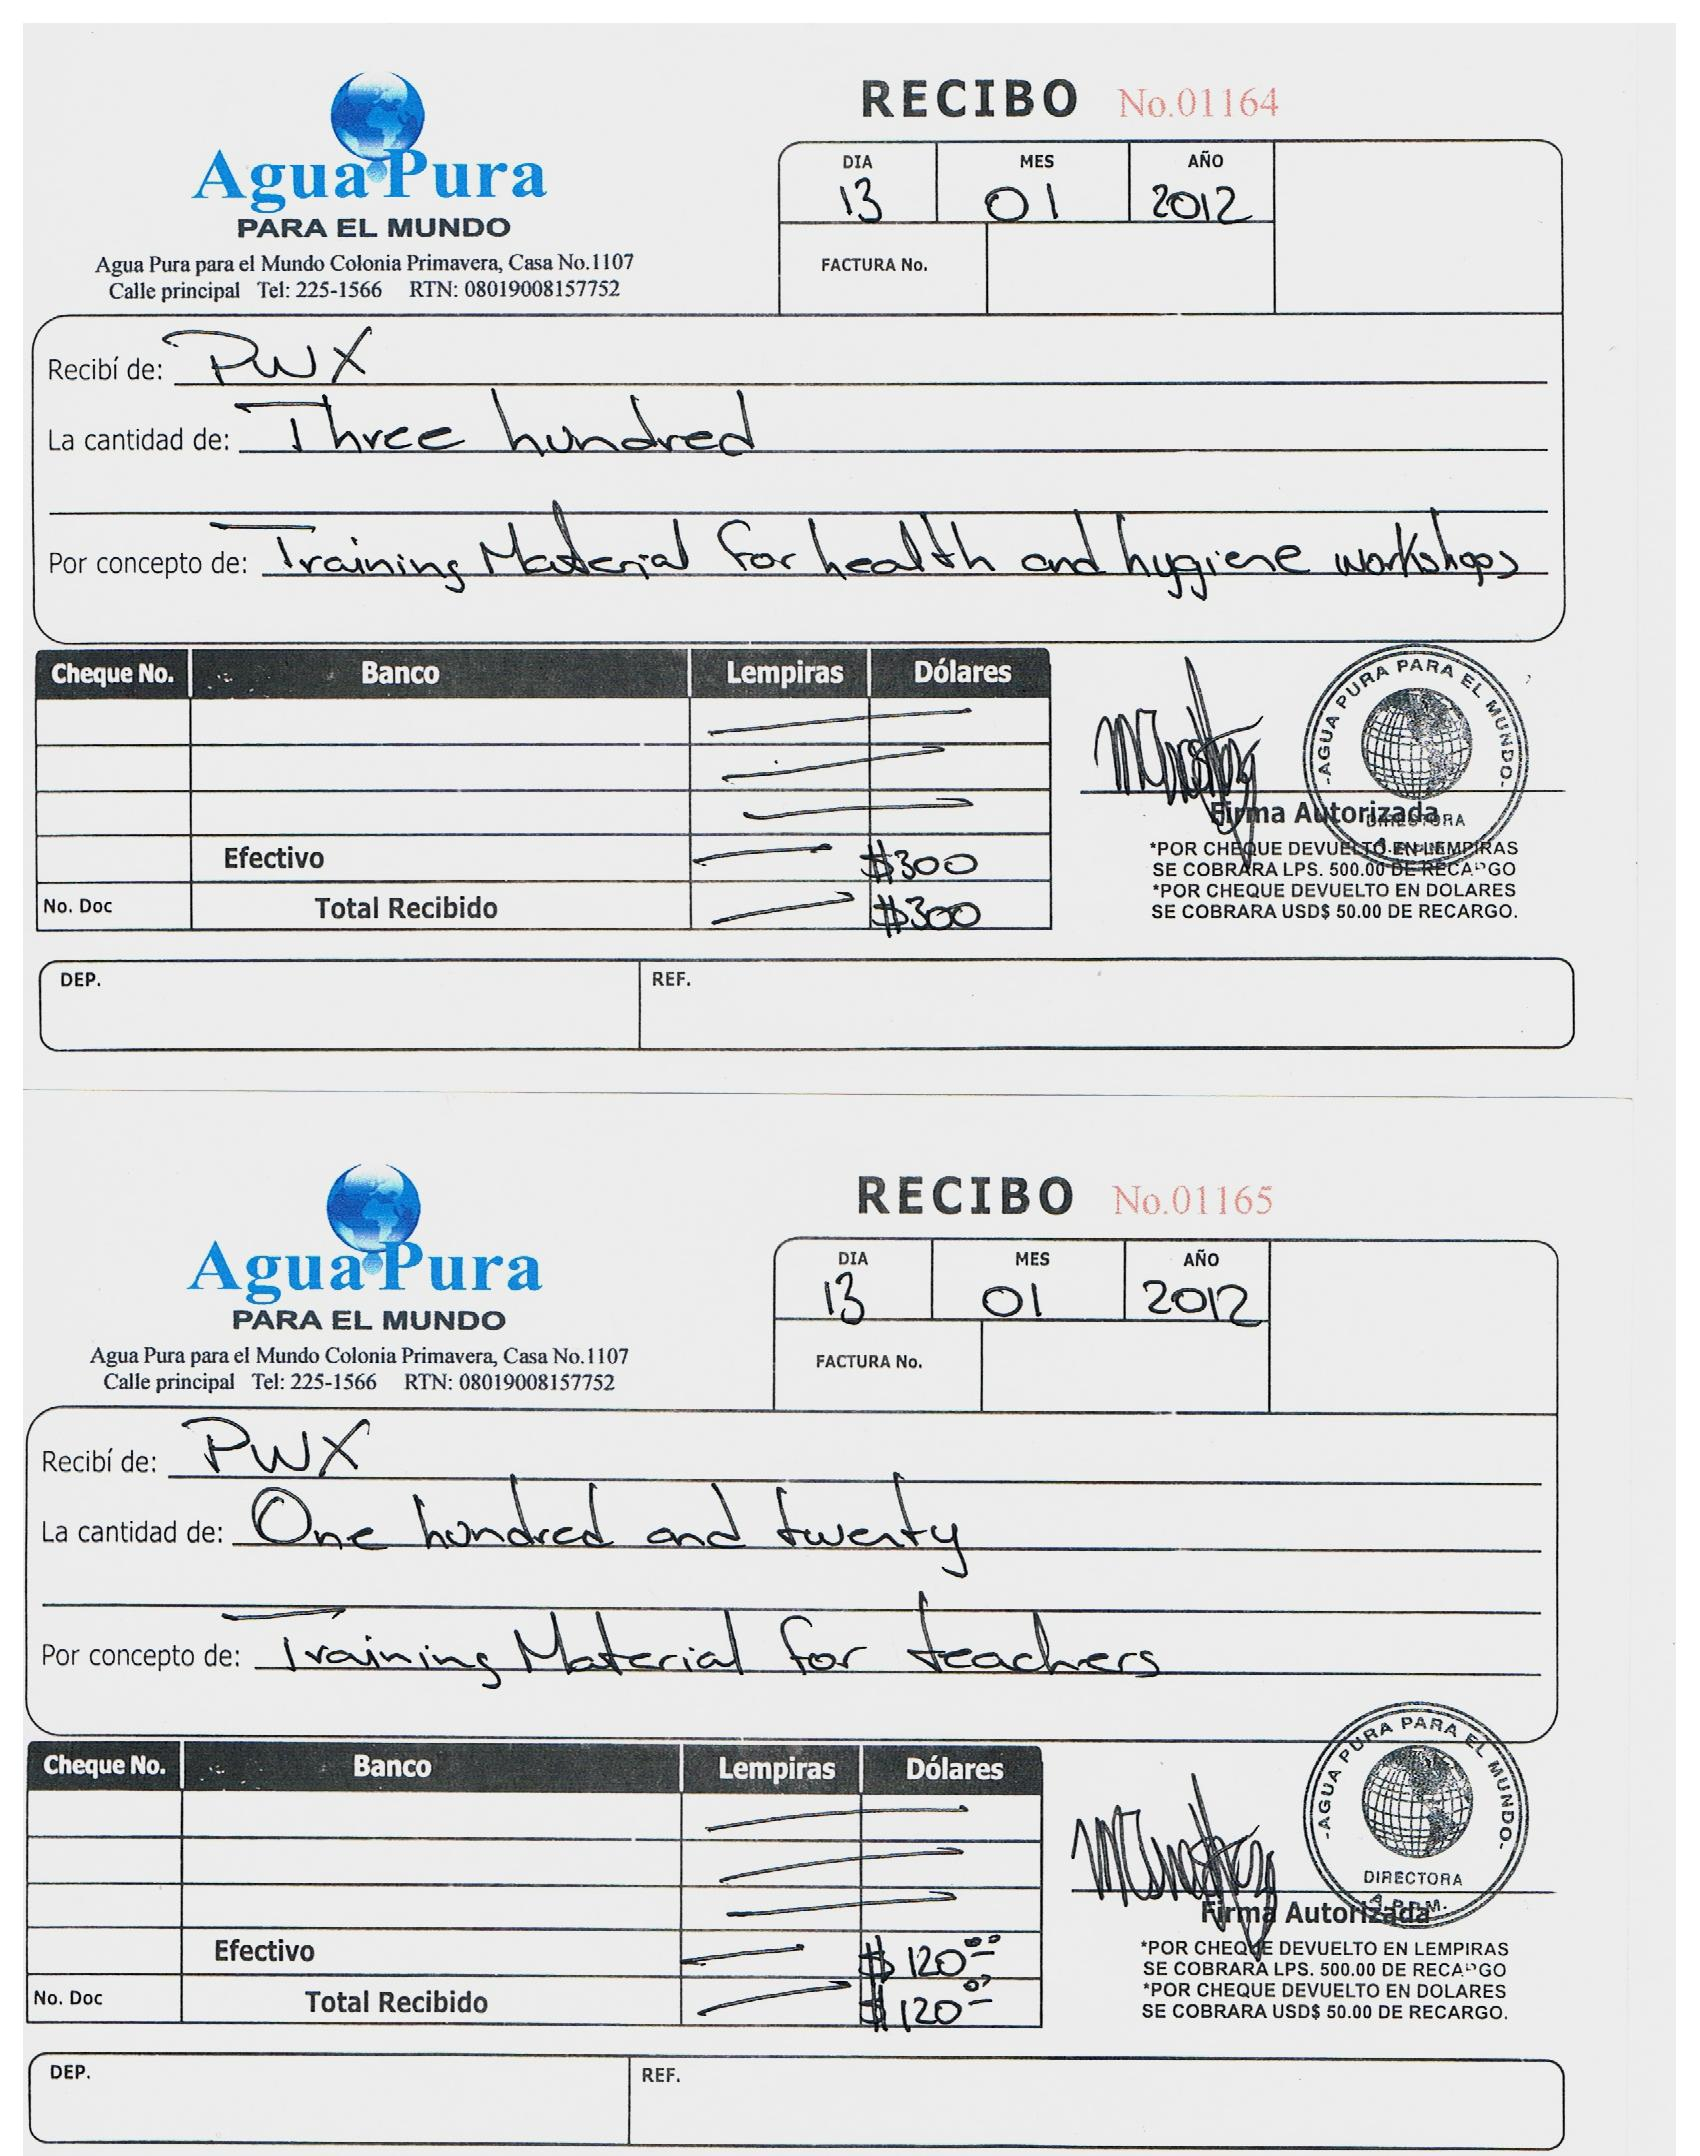 RECIBO No.01164
Agua Pura
PARA EL MUNDO
Agua Pura para el Mundo Colonia Primavera, Casa No.1107
Calle principal Tel: 225-1566 RTN: 08019008157752
DIA MES AÑO
13 01 2012
FACTURA No.
Recibí de: PWX
La cantidad de: Three hundred
Por concepto de: Training Material for health and hygiene workshops
Cheque No. Banco Lempiras Dólares
Efectivo $300
No. Doc Total Recibido $300
AGUA PURA PARA EL MUNDO
DIRECTORA
Firma Autorizada
*POR CHEQUE DEVUELTO EN LEMPIRAS
SE COBRARA LPS. 500.00 DE RECARGO
*POR CHEQUE DEVUELTO EN DOLARES
SE COBRARA USD$ 50.00 DE RECARGO.
DEP. REF.
RECIBO No.01165
Agua Pura
PARA EL MUNDO
Agua Pura para el Mundo Colonia Primavera, Casa No.1107
Calle principal Tel: 225-1566 RTN: 08019008157752
DIA MES AÑO
13 01 2012
FACTURA No.
Recibí de: PWX
La cantidad de: One hundred and twenty
Por concepto de: Training Material for teachers
Cheque No. Banco Lempiras Dólares
Efectivo $120.00
No. Doc Total Recibido $120.00
-AGUA PURA PARA EL MUNDO-
DIRECTORA
A.P.P.M.
Firma Autorizada
*POR CHEQUE DEVUELTO EN LEMPIRAS
SE COBRARA LPS. 500.00 DE RECARGO
*POR CHEQUE DEVUELTO EN DOLARES
SE COBRARA USD$ 50.00 DE RECARGO.
DEP. REF.